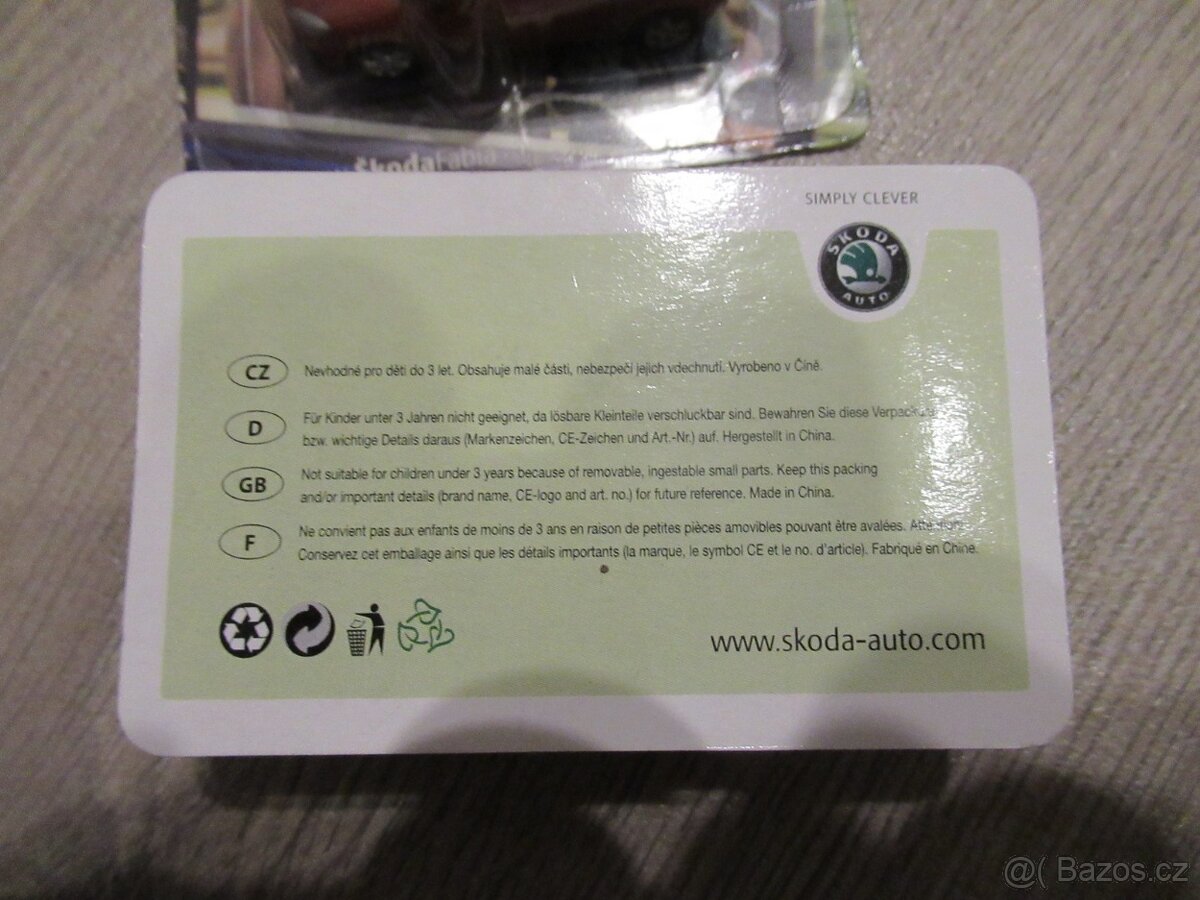 škodaFabia
SIMPLY CLEVER
ŠKODA
AUTO
CZ
Nevhodné pro děti do 3 let. Obsahuje malé části, nebezpečí jejich vdechnutí. Vyrobeno v Číně.
D
Für Kinder unter 3 Jahren nicht geeignet, da lösbare Kleinteile verschluckbar sind. Bewahren Sie diese
bzw. wichtige Details daraus (Markenzeichen, CE-Zeichen und Art.-Nr.) auf. Hergestellt in China.
GB
Not suitable for children under 3 years because of removable, ingestable small parts. Keep this packing
and/or important details (brand name, CE-logo and art. no.) for future reference. Made in China.
F
Ne convient pas aux enfants de moins de 3 ans en raison de petites pièces amovibles pouvant être avalées.
Conservez cet emballage ainsi que les détails importants (la marque, le symbol CE et le no. d'article). Fabriqué en Chine.
www.skoda-auto.com
@( Bazos.cz